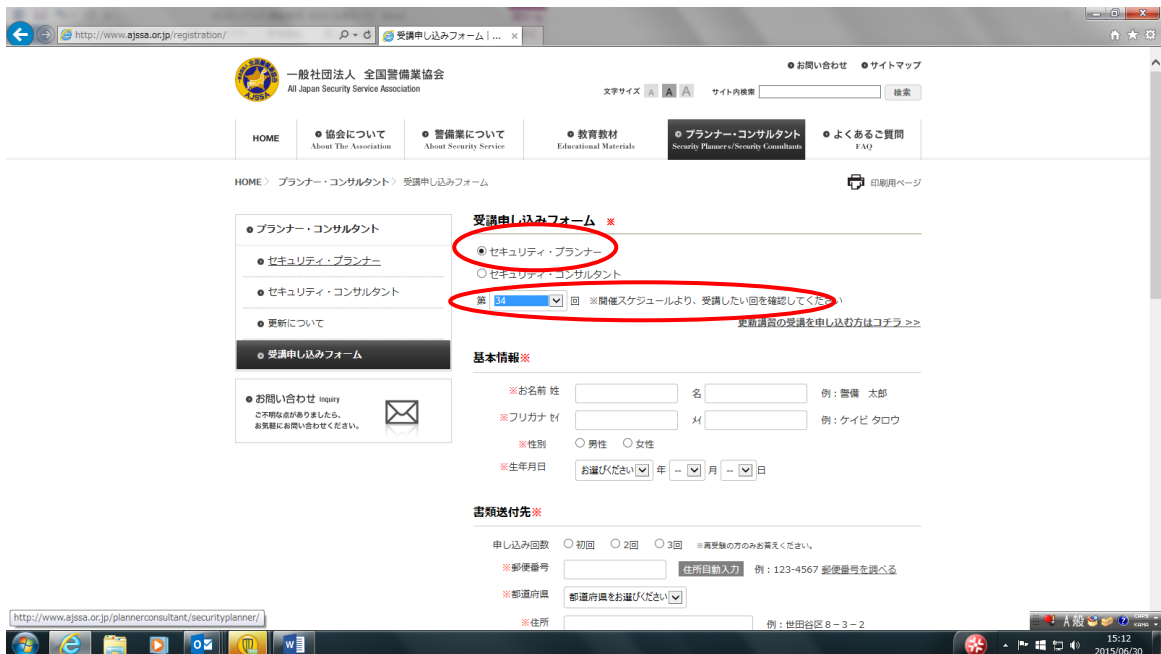 http://www.ajssa.or.jp/registration/
受講申し込みフォーム | ...
お問い合わせ サイトマップ
一般社団法人 全国警備業協会
All Japan Security Service Association
AJSSA
文字サイズ A A A サイト内検索 検索
HOME
協会について
About The Association
警備業について
About Security Service
教育教材
Educational Materials
プランナー・コンサルタント
Security Planners/Security Consultants
よくあるご質問
FAQ
HOME〉 プランナー・コンサルタント〉 受講申し込みフォーム
印刷用ページ
プランナー・コンサルタント
セキュリティ・プランナー
セキュリティ・コンサルタント
更新について
受講申し込みフォーム
お問い合わせ Inquiry
ご不明な点がありましたら、
お気軽にお問い合わせください。
受講申し込みフォーム ※
セキュリティ・プランナー
セキュリティ・コンサルタント
第 34 回 ※開催スケジュールより、受講したい回を確認してください
更新講習の受講を申し込む方はコチラ >>
基本情報※
※お名前 姓 名 例：警備 太郎
※フリガナ セイ メイ 例：ケイビ タロウ
※性別 男性 女性
※生年月日 お選びください 年 -- 月 -- 日
書類送付先※
申し込み回数 初回 2回 3回 ※再受験の方のみお答えください。
※郵便番号 住所自動入力 例：123-4567 郵便番号を調べる
※都道府県 都道府県をお選びください
※住所 例：世田谷区８－３－２
http://www.ajssa.or.jp/plannerconsultant/securityplanner/
A 般
CAPS
KANA
15:12
2015/06/30